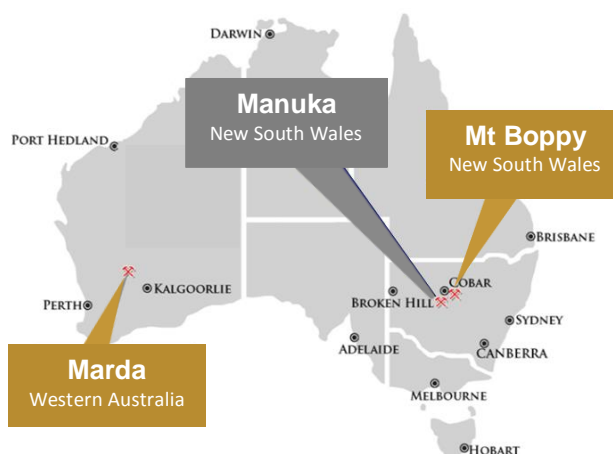 DARWIN
Manuka
New South Wales
Mt Boppy
New South Wales
PORT HEDLAND
BRISBANE
COBAR
KALGOORLIE
BROKEN HILL
PERTH
SYDNEY
ADELAIDE
CANBERRA
Marda
Western Australia
MELBOURNE
HOBART